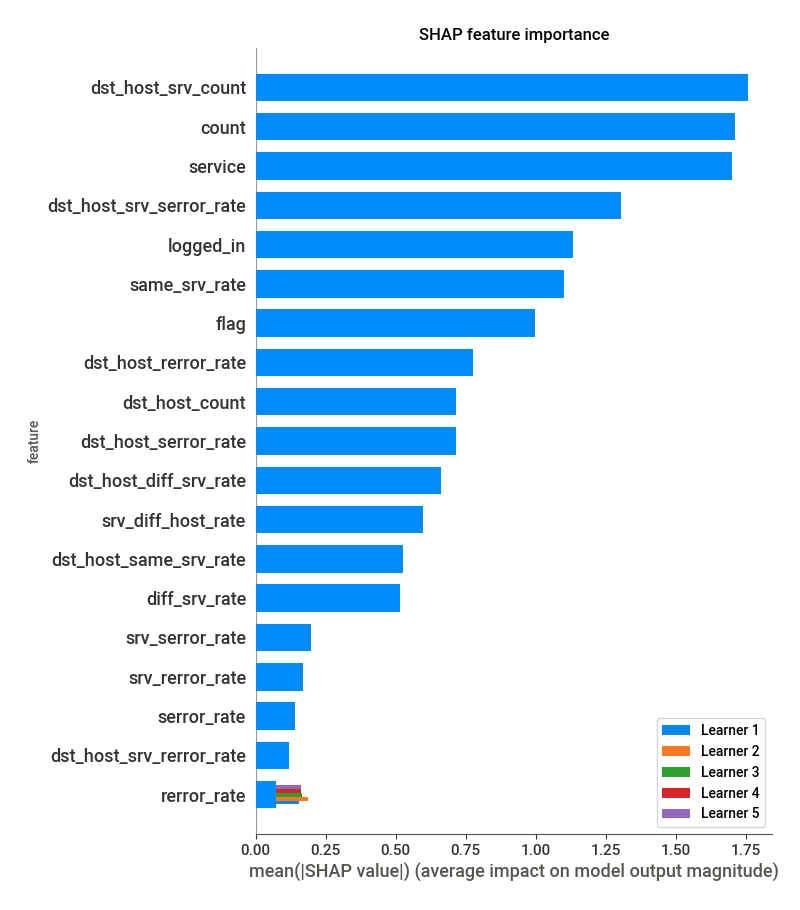 SHAP feature importance
dst_host_srv_count
count
service
dst_host_srv_serror_rate
logged_in
same_srv_rate
flag
dst_host_rerror_rate
dst_host_count
dst_host_serror_rate
dst_host_diff_srv_rate
srv_diff_host_rate
dst_host_same_srv_rate
diff_srv_rate
srv_serror_rate
srv_rerror_rate
serror_rate
dst_host_srv_rerror_rate
rerror_rate
feature
Learner 1
Learner 2
Learner 3
Learner 4
Learner 5
0.00 0.25 0.50 0.75 1.00 1.25 1.50 1.75
mean(|SHAP value|) (average impact on model output magnitude)